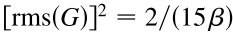 [rms(G)]² = 2/(15β)